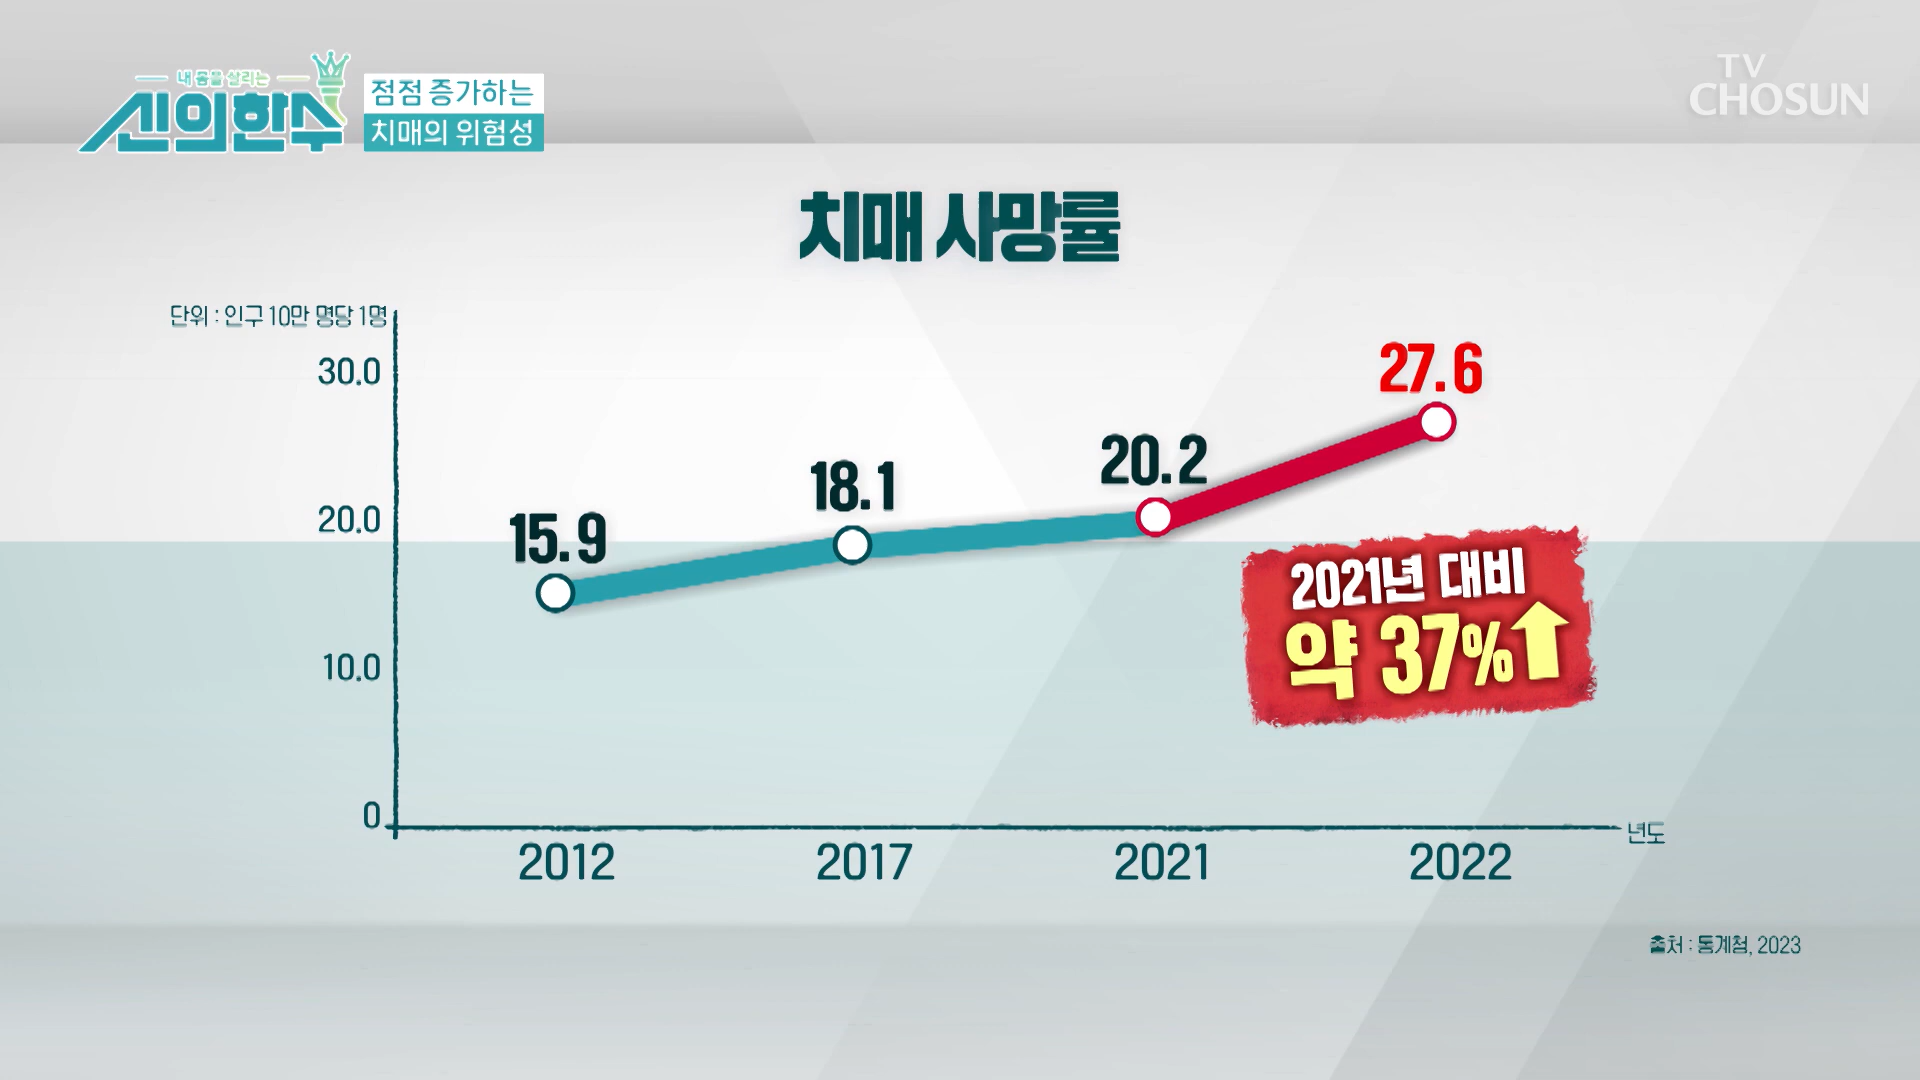 내 몸을 살리는
신의한수
점점 증가하는
치매의 위험성
TV
CHOSUN
치매 사망률
단위 : 인구 10만 명당 1명
30.0
20.0
10.0
0
15.9
18.1
20.2
27.6
2021년 대비
약 37%⬆
2012
2017
2021
2022
년도
출처 : 통계청, 2023